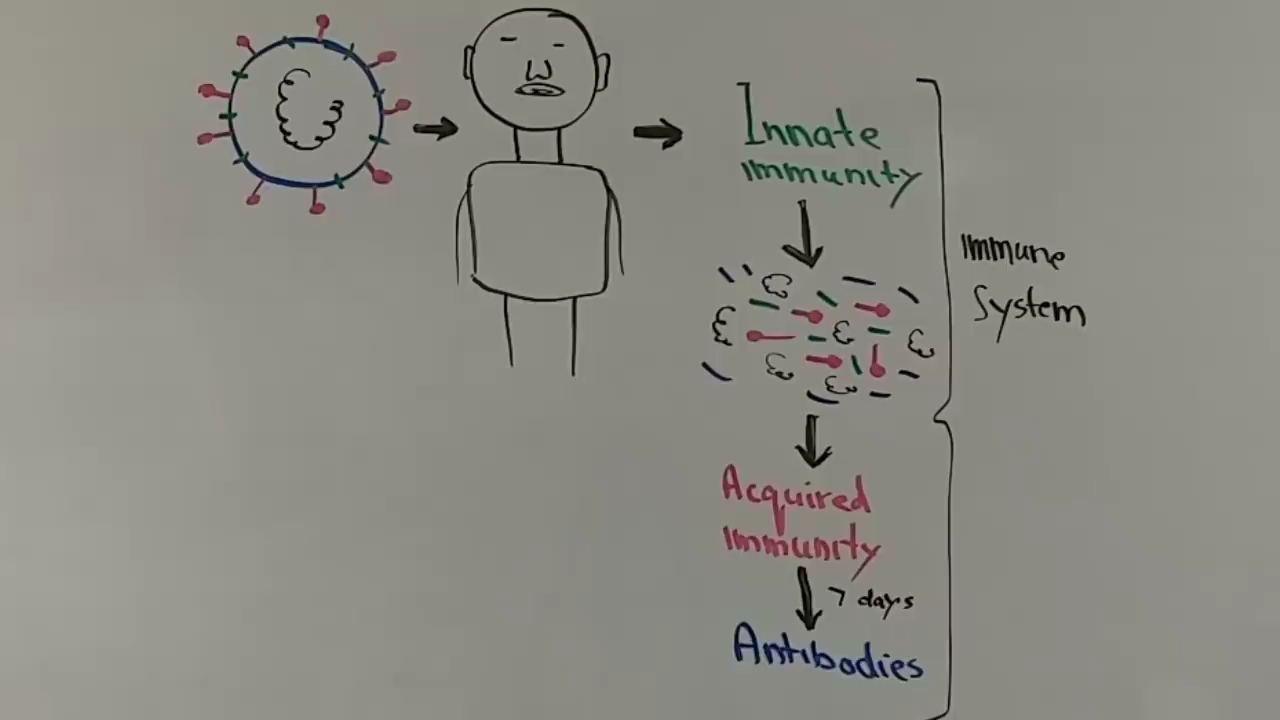 Innate
immunity
Immune
System
Acquired
immunity
7 days
Antibodies